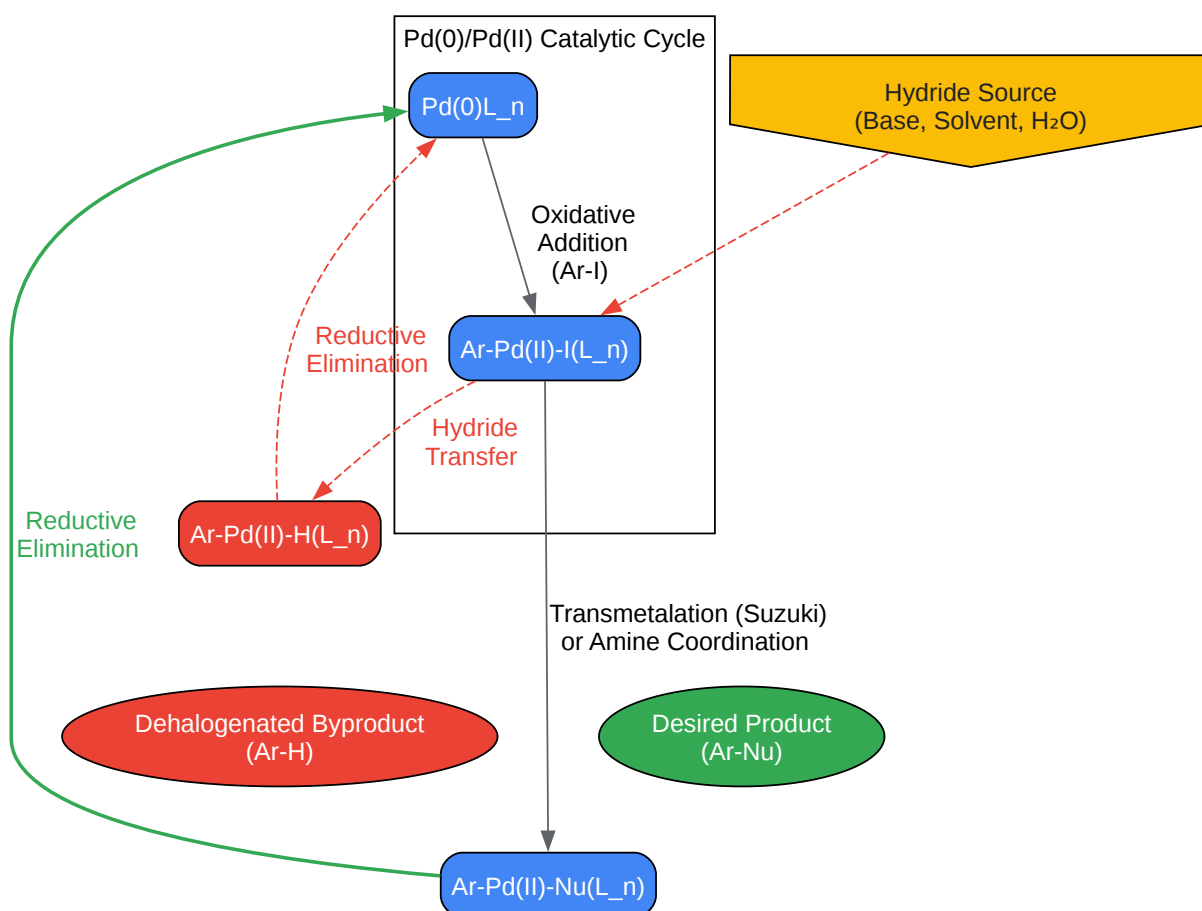 Pd(0)/Pd(II) Catalytic Cycle
Pd(0)L_n
Hydride Source
(Base, Solvent, H₂O)
Oxidative
Addition
(Ar-I)
Reductive
Elimination
Ar-Pd(II)-I(L_n)
Hydride
Transfer
Reductive
Elimination
Ar-Pd(II)-H(L_n)
Transmetalation (Suzuki)
or Amine Coordination
Dehalogenated Byproduct
(Ar-H)
Desired Product
(Ar-Nu)
Ar-Pd(II)-Nu(L_n)